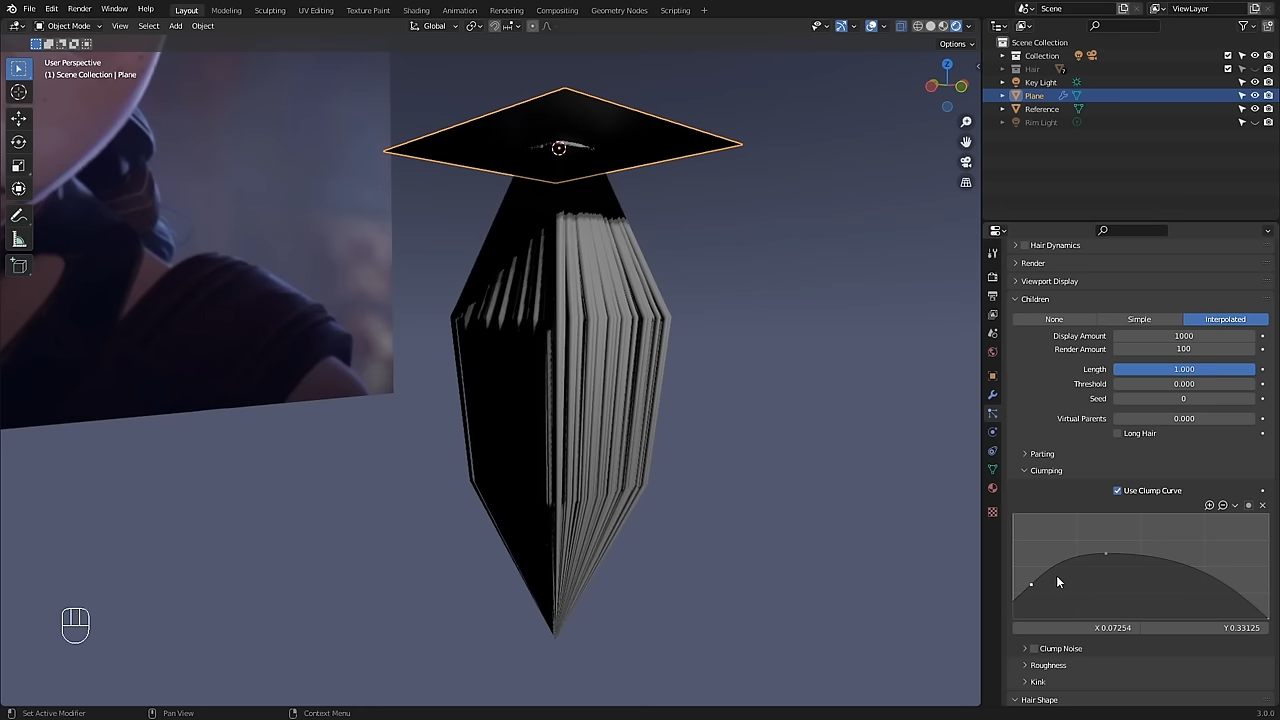 File Edit Render Window Help Layout Modeling Sculpting UV Editing Texture Paint Shading Animation Rendering Compositing Geometry Nodes Scripting + Scene ViewLayer
Object Mode View Select Add Object Global
Options
User Perspective
(1) Scene Collection | Plane
Z
Scene Collection
Collection
Hair
Key Light
Plane
Reference
Rim Light
Hair Dynamics
Render
Viewport Display
Children
None Simple Interpolated
Display Amount 1000
Render Amount 100
Length 1.000
Threshold 0.000
Seed 0
Virtual Parents 0.000
Long Hair
Parting
Clumping
Use Clump Curve
X 0.07254 Y 0.33125
Clump Noise
Roughness
Kink
Hair Shape
Set Active Modifier Pan View Context Menu 3.0.0